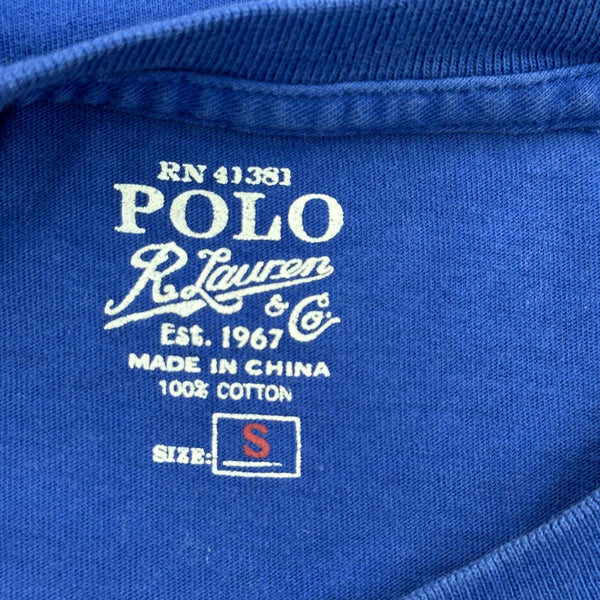 RN 41381
POLO
R. Lauren
& Co.
Est. 1967
MADE IN CHINA
100% COTTON
SIZE: S